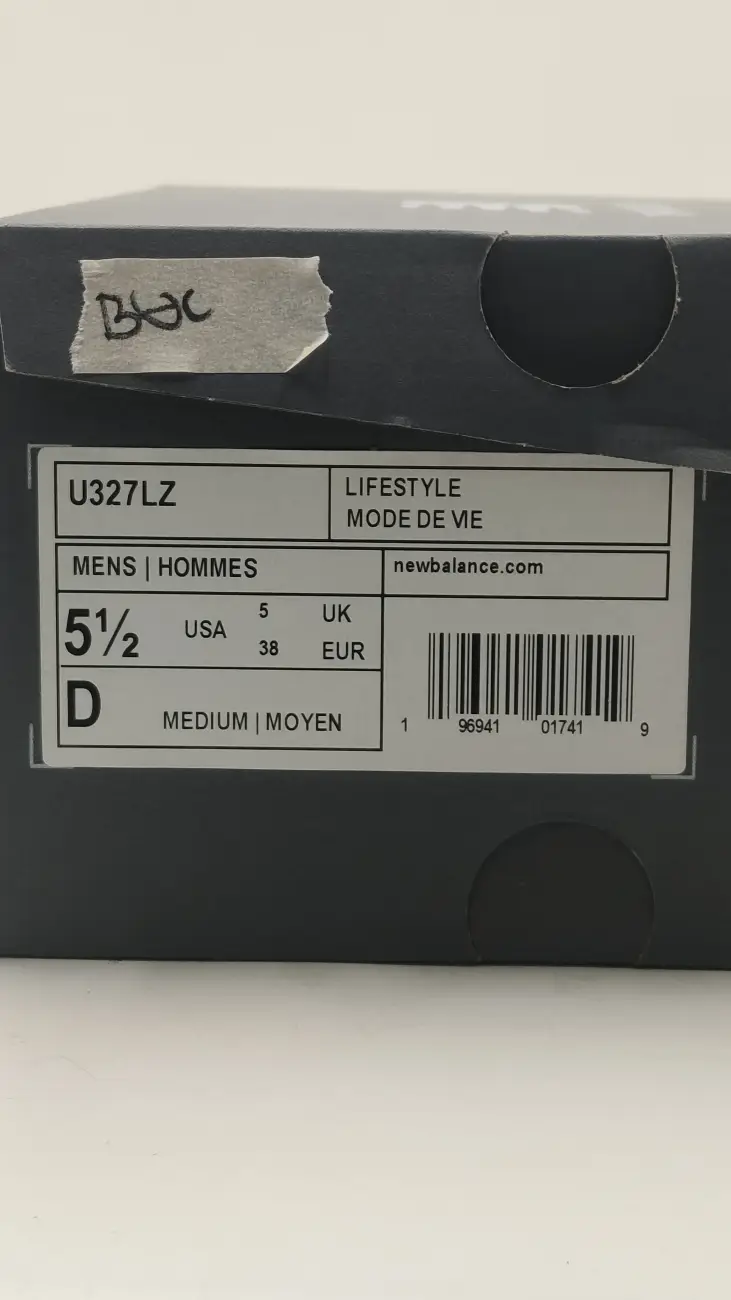 U327LZ
LIFESTYLE
MODE DE VIE
MENS | HOMMES
newbalance.com
5½ USA 5 UK
38 EUR
D MEDIUM | MOYEN
1 96941 01741 9